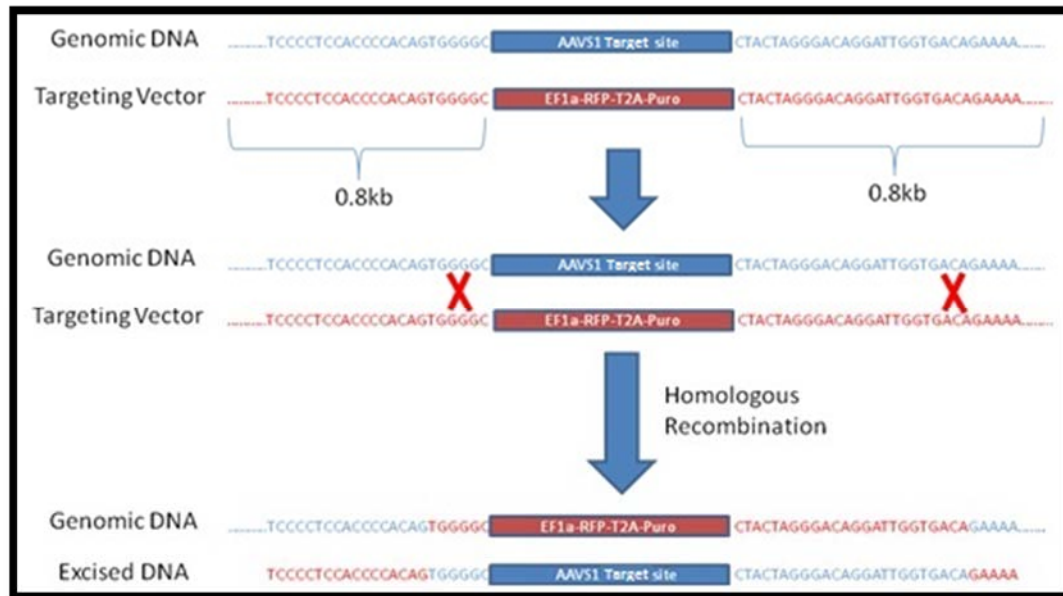 Genomic DNA ........TCCCCTCCACCCCACAGTGGGGC AAVS1 Target site CTACTAGGGACAGGATTGGTGACAGAAAA.......
Targeting Vector ........TCCCCTCCACCCCACAGTGGGGC EF1a-RFP-T2A-Puro CTACTAGGGACAGGATTGGTGACAGAAAA.......
0.8kb 0.8kb
Genomic DNA ........TCCCCTCCACCCCACAGTGGGGC AAVS1 Target site CTACTAGGGACAGGATTGGTGACAGAAAA.......
X X
Targeting Vector ........TCCCCTCCACCCCACAGTGGGGC EF1a-RFP-T2A-Puro CTACTAGGGACAGGATTGGTGACAGAAAA.......
Homologous
Recombination
Genomic DNA ........TCCCCTCCACCCCACAGTGGGGC EF1a-RFP-T2A-Puro CTACTAGGGACAGGATTGGTGACAGAAAA.......
Excised DNA TCCCCTCCACCCCACAGTGGGGC AAVS1 Target site CTACTAGGGACAGGATTGGTGACAGAAAA